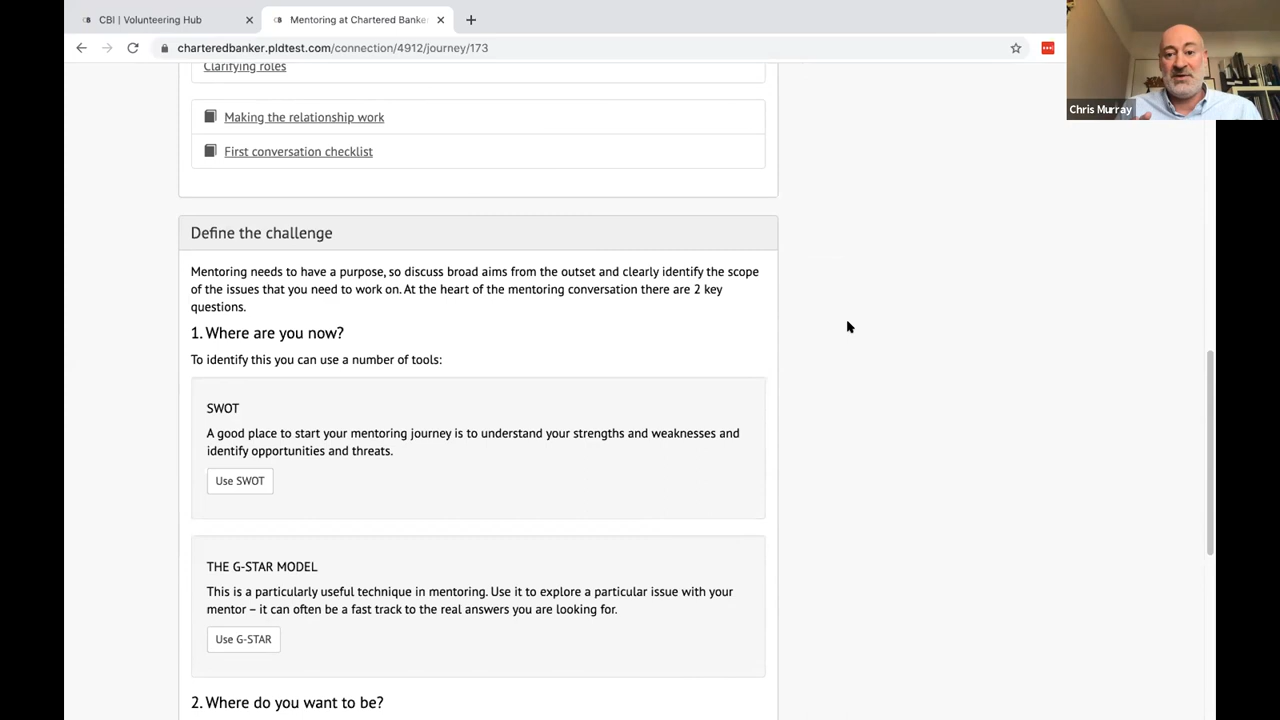 CBI | Volunteering Hub
Mentoring at Chartered Banker
charteredbanker.pldtest.com/connection/4912/journey/173
Chris Murray
Clarifying roles
Making the relationship work
First conversation checklist
Define the challenge
Mentoring needs to have a purpose, so discuss broad aims from the outset and clearly identify the scope
of the issues that you need to work on. At the heart of the mentoring conversation there are 2 key
questions.
1. Where are you now?
To identify this you can use a number of tools:
SWOT
A good place to start your mentoring journey is to understand your strengths and weaknesses and
identify opportunities and threats.
Use SWOT
THE G-STAR MODEL
This is a particularly useful technique in mentoring. Use it to explore a particular issue with your
mentor – it can often be a fast track to the real answers you are looking for.
Use G-STAR
2. Where do you want to be?